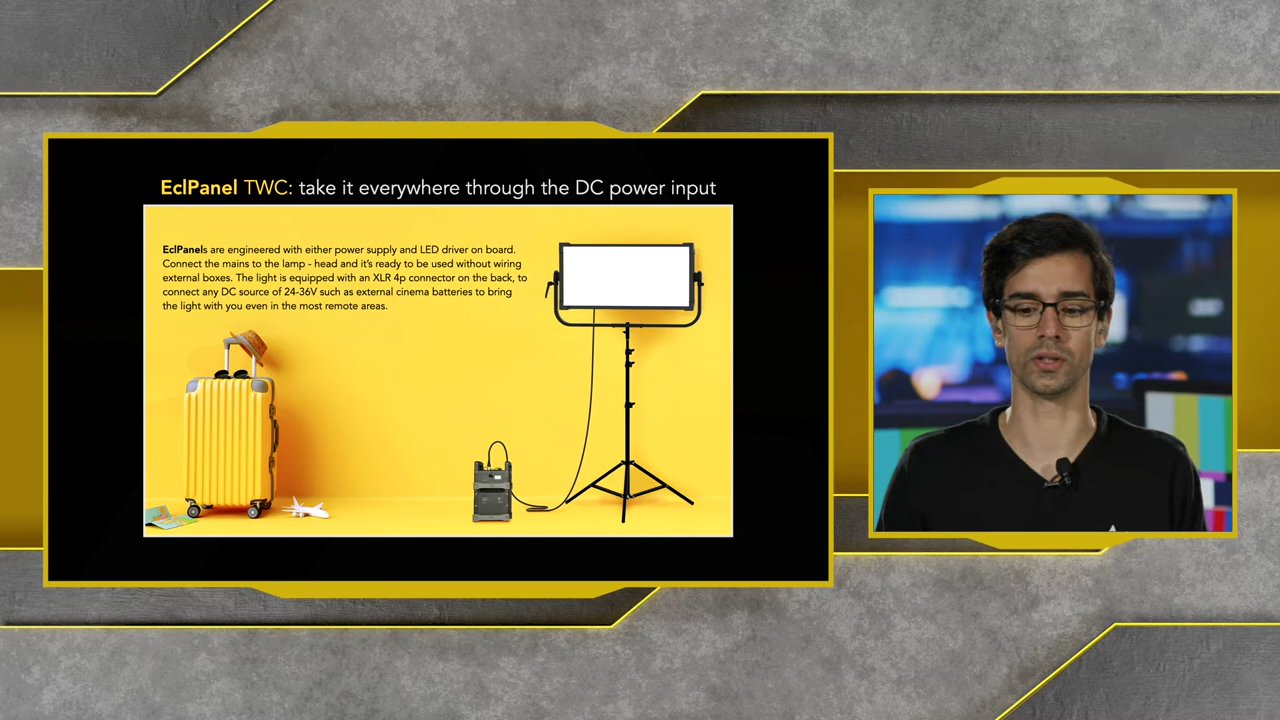 EclPanel TWC: take it everywhere through the DC power input
EclPanels are engineered with either power supply and LED driver on board.
Connect the mains to the lamp - head and it's ready to be used without wiring
external boxes. The light is equipped with an XLR 4p connector on the back, to
connect any DC source of 24-36V such as external cinema batteries to bring
the light with you even in the most remote areas.